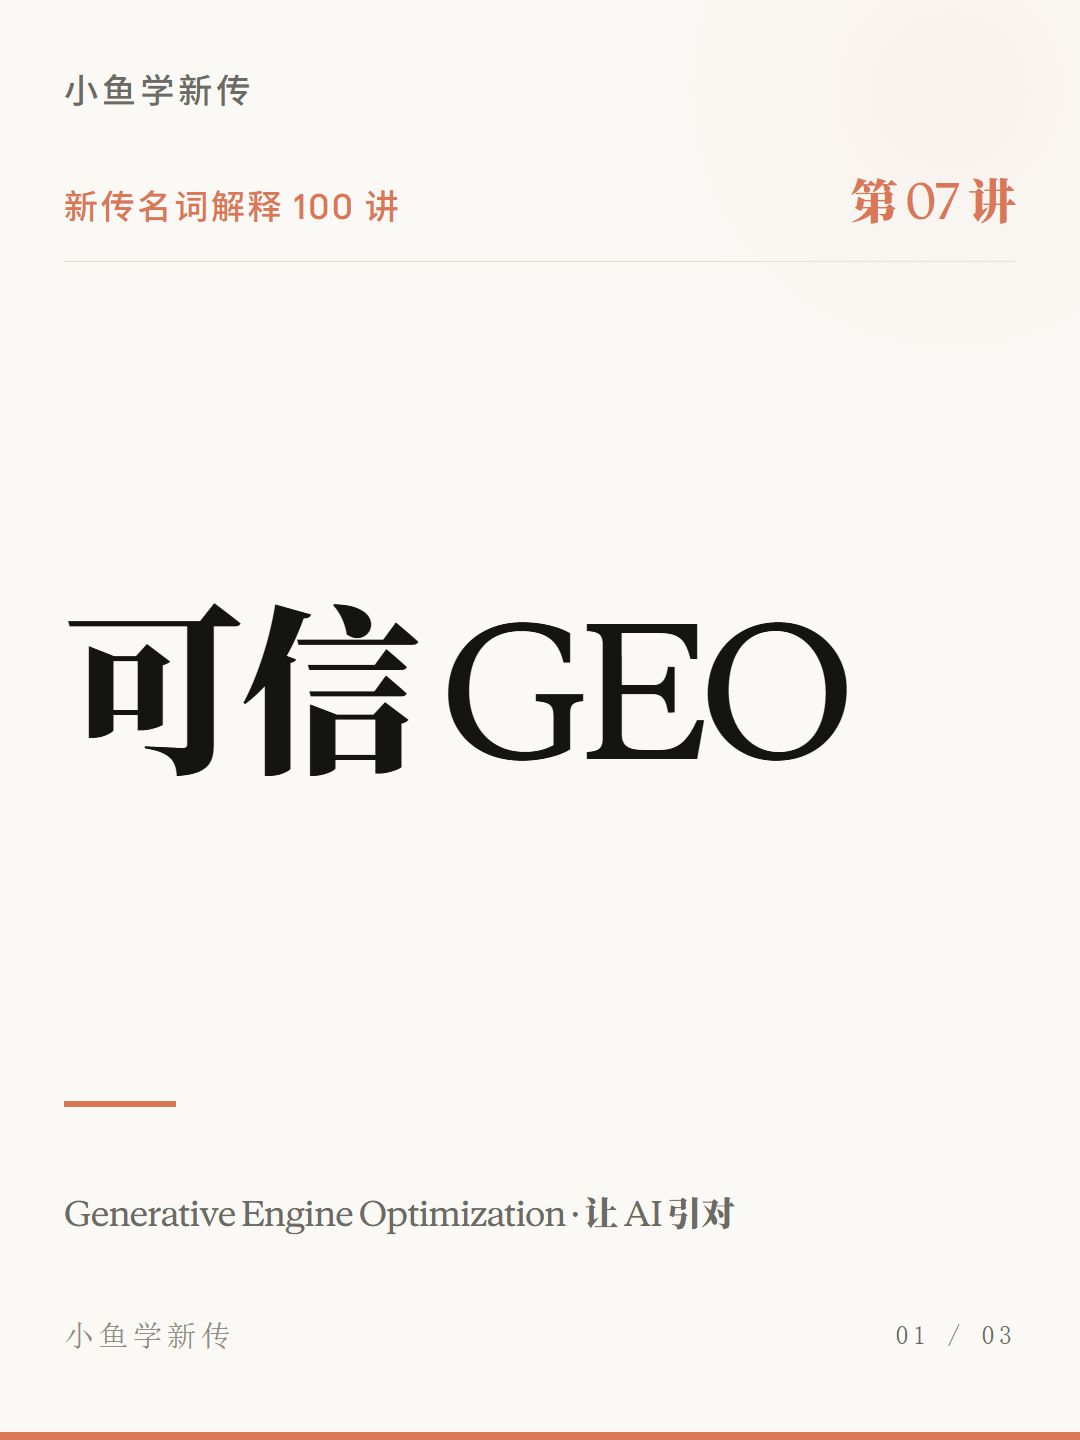 小鱼学新传
新传名词解释 100 讲
第 07 讲
可信 GEO
Generative Engine Optimization · 让 AI 引对
小鱼学新传
01 / 03